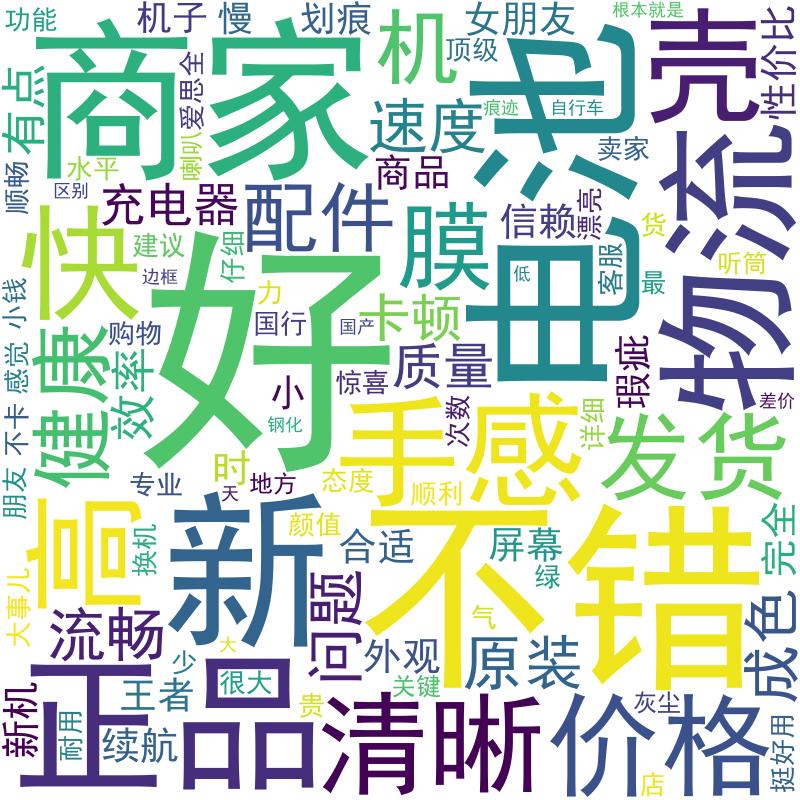 功能
机子
慢
划痕
女朋友
根本就是
商家
机
顶级
电池
壳
性价比
有点
爱思全
喇叭
水平
速度
痕迹
自行车
卖家
顺畅
区别
充电器
商品
物流
配件
膜
信赖
漂亮
货
快
建议
仔细
客服
听筒
边框
好
低
最
小钱
力
购物
国行
国产
卡顿
健康
效率
感觉
惊喜
质量
瑕疵
小
钢化
次数
差价
不卡
手感
详细
发货
朋友
专业
时
天
地方
态度
顺利
高
新
不错
换机
颜值
合适
屏幕
绿
完全
大事儿
流畅
问题
气
大
外观
原装
成色
少
正品
很大
关键
新机
耐用
王者
续航
贵
清晰
价格
灰尘
店
挺好用